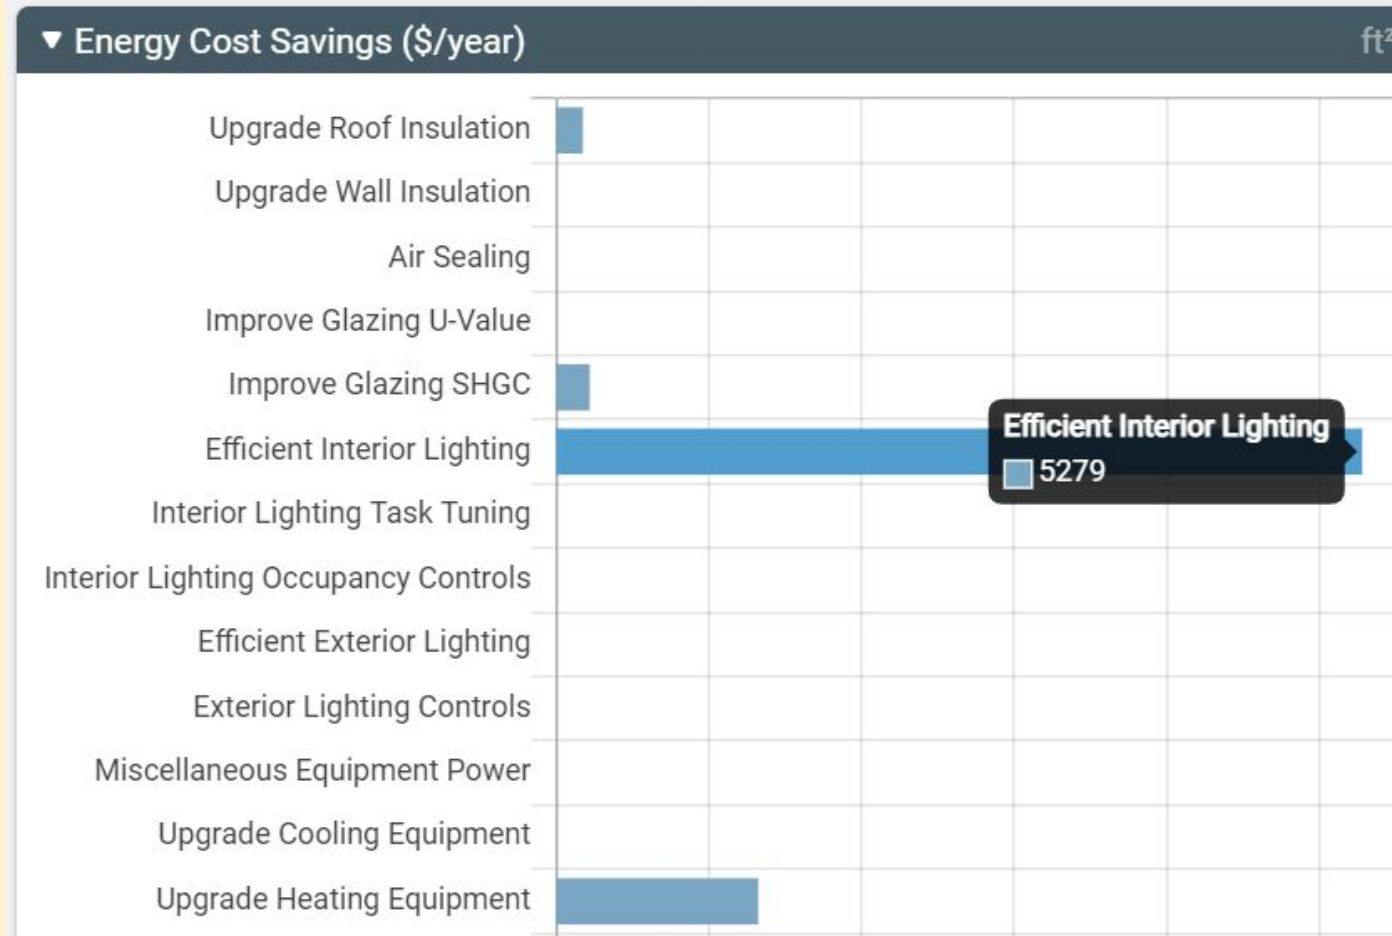 ▼ Energy Cost Savings ($/year)
ft²
Upgrade Roof Insulation
Upgrade Wall Insulation
Air Sealing
Improve Glazing U-Value
Improve Glazing SHGC
Efficient Interior Lighting
Efficient Interior Lighting
5279
Interior Lighting Task Tuning
Interior Lighting Occupancy Controls
Efficient Exterior Lighting
Exterior Lighting Controls
Miscellaneous Equipment Power
Upgrade Cooling Equipment
Upgrade Heating Equipment